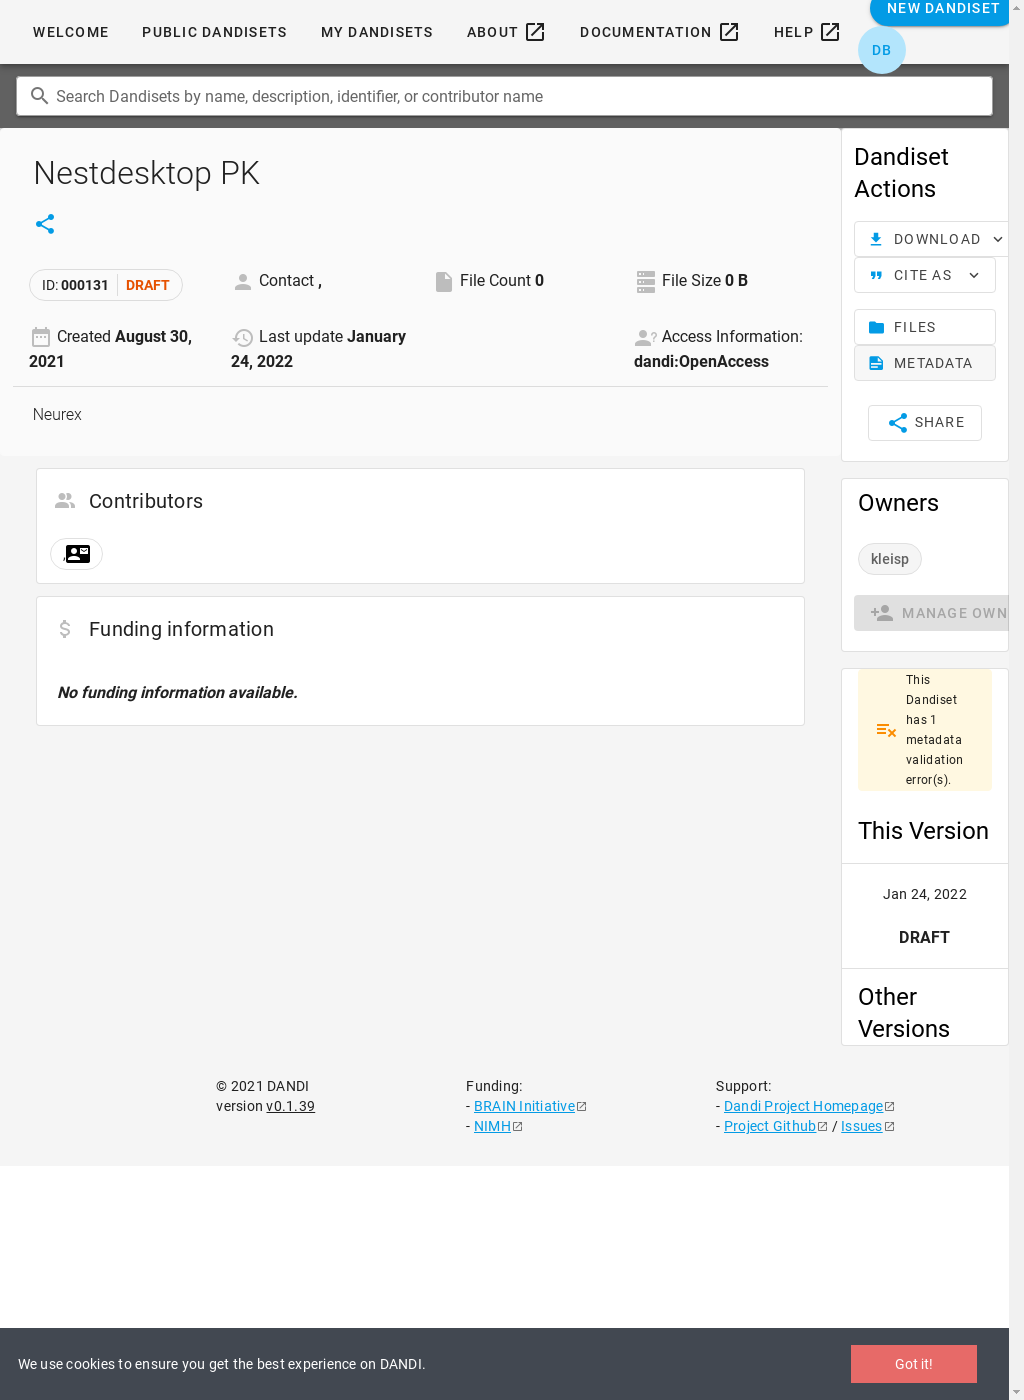 WELCOME
PUBLIC DANDISETS
MY DANDISETS
ABOUT
DOCUMENTATION
HELP
NEW DANDISET
DB
Search Dandisets by name, description, identifier, or contributor name
Nestdesktop PK
ID: 000131
DRAFT
Contact ,
File Count 0
File Size 0 B
Created August 30,
2021
Last update January
24, 2022
Access Information:
dandi:OpenAccess
Neurex
Contributors
,
Funding information
No funding information available.
Dandiset
Actions
DOWNLOAD
CITE AS
FILES
METADATA
SHARE
Owners
kleisp
MANAGE OWN
This
Dandiset
has 1
metadata
validation
error(s).
This Version
Jan 24, 2022
DRAFT
Other
Versions
© 2021 DANDI
version v0.1.39
Funding:
- BRAIN Initiative
- NIMH
Support:
- Dandi Project Homepage
- Project Github / Issues
We use cookies to ensure you get the best experience on DANDI.
Got it!